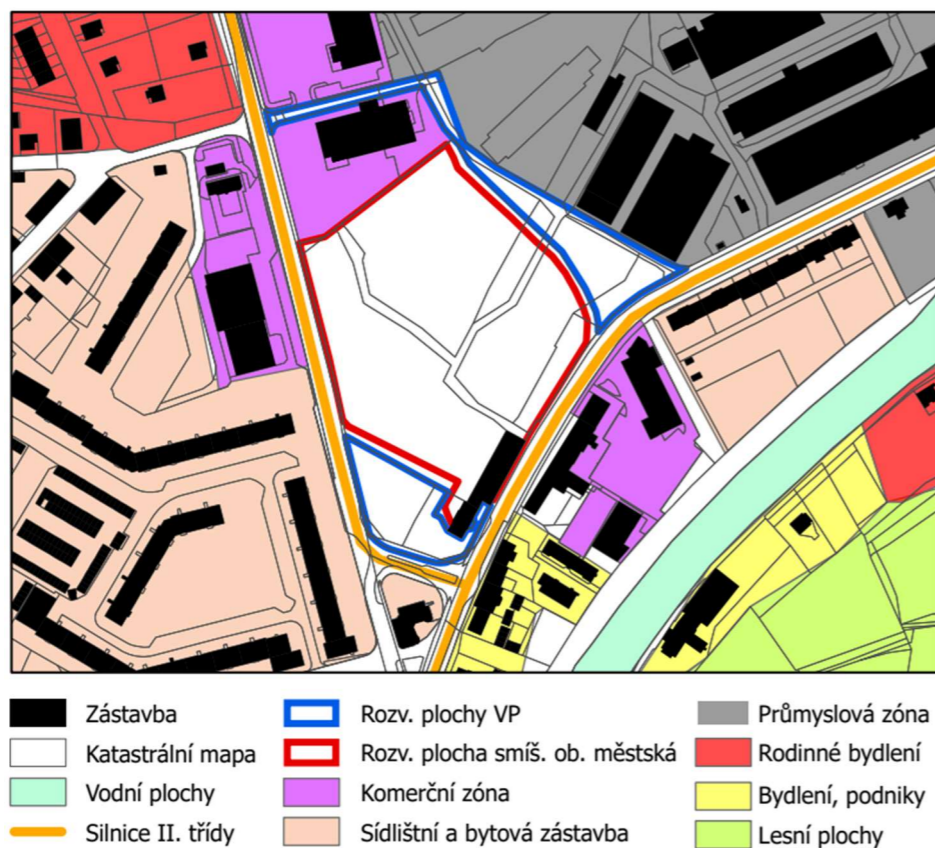 Zástavba
Rozv. plochy VP
Průmyslová zóna
Katastrální mapa
Rozv. plocha smíš. ob. městská
Rodinné bydlení
Vodní plochy
Komerční zóna
Bydlení, podniky
Silnice II. třídy
Sídlištní a bytová zástavba
Lesní plochy